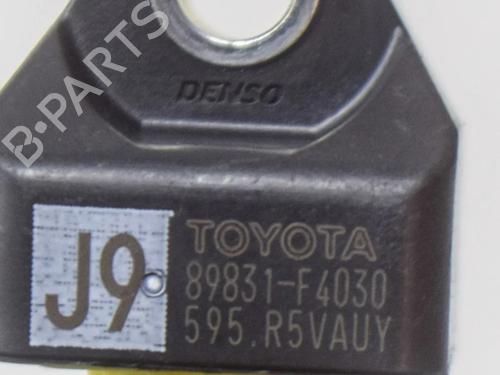 B-PARTS
DENSO
J9
TOYOTA
89831-F4030
595.R5VAUY